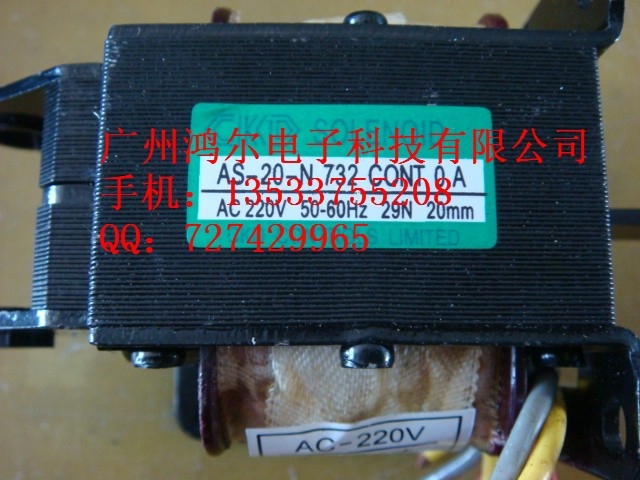 SOLENOID
广州鸿尔电子科技有限公司
AS-20-N 732 CONT 0 A
手机：13533755208
AC 220V 50-60Hz 29N 20mm
QQ：727429965
LIMITED
AC-220V